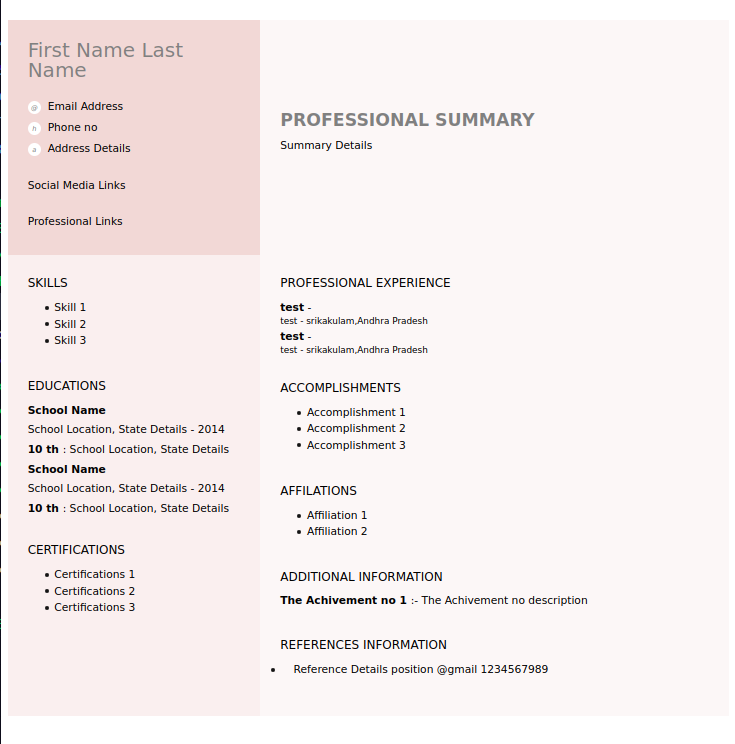 First Name Last
Name
@ Email Address
h Phone no
a Address Details
Social Media Links
Professional Links
SKILLS
Skill 1
Skill 2
Skill 3
EDUCATIONS
School Name
School Location, State Details - 2014
10 th : School Location, State Details
School Name
School Location, State Details - 2014
10 th : School Location, State Details
CERTIFICATIONS
Certifications 1
Certifications 2
Certifications 3
PROFESSIONAL SUMMARY
Summary Details
PROFESSIONAL EXPERIENCE
test -
test - srikakulam,Andhra Pradesh
test -
test - srikakulam,Andhra Pradesh
ACCOMPLISHMENTS
Accomplishment 1
Accomplishment 2
Accomplishment 3
AFFILATIONS
Affiliation 1
Affiliation 2
ADDITIONAL INFORMATION
The Achivement no 1 :- The Achivement no description
REFERENCES INFORMATION
Reference Details position @gmail 1234567989